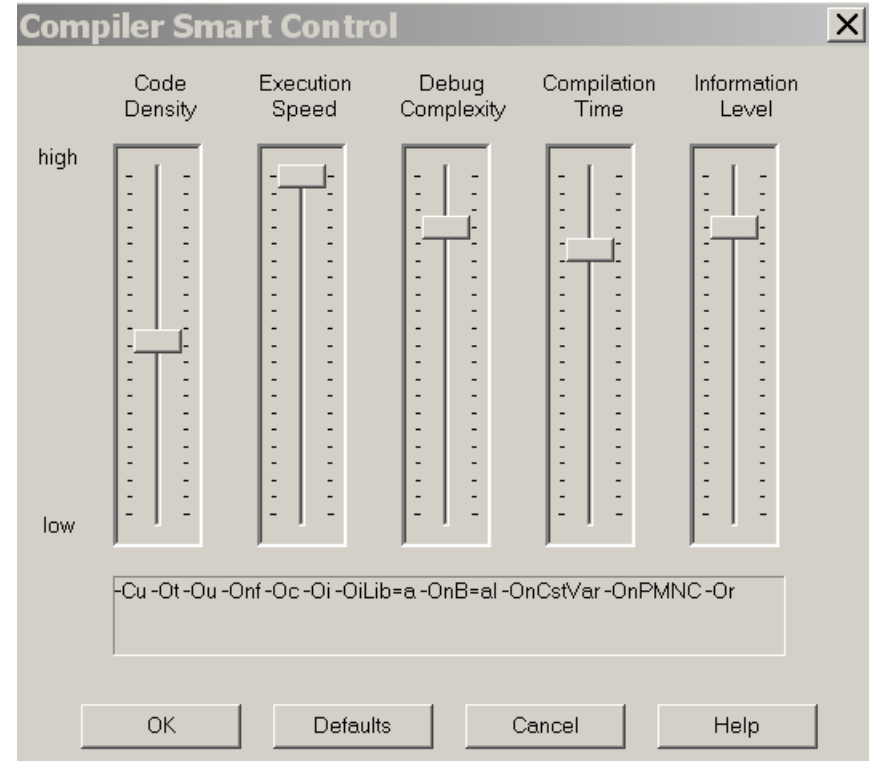 Compiler Smart Control
Code Density
Execution Speed
Debug Complexity
Compilation Time
Information Level
high
low
-Cu -Ot -Ou -Onf -Oc -Oi -OiLib=a -OnB=al -OnCstVar -OnPMNC -Or
OK
Defaults
Cancel
Help